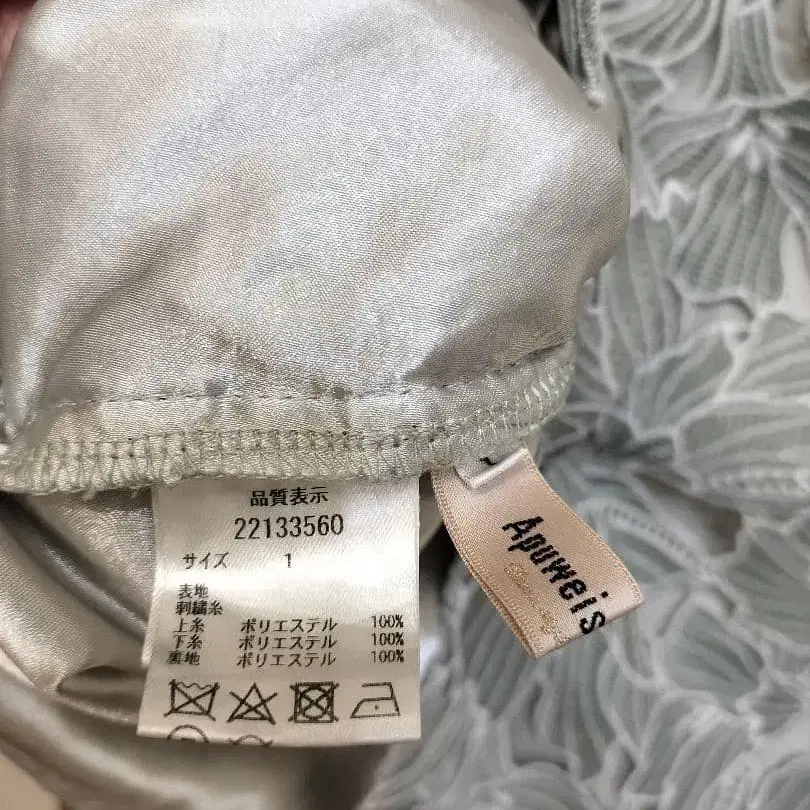 品質表示
22133560
サイズ 1
表地
刺繍糸
上糸 ポリエステル 100%
下糸 ポリエステル 100%
裏地 ポリエステル 100%
Apuweis